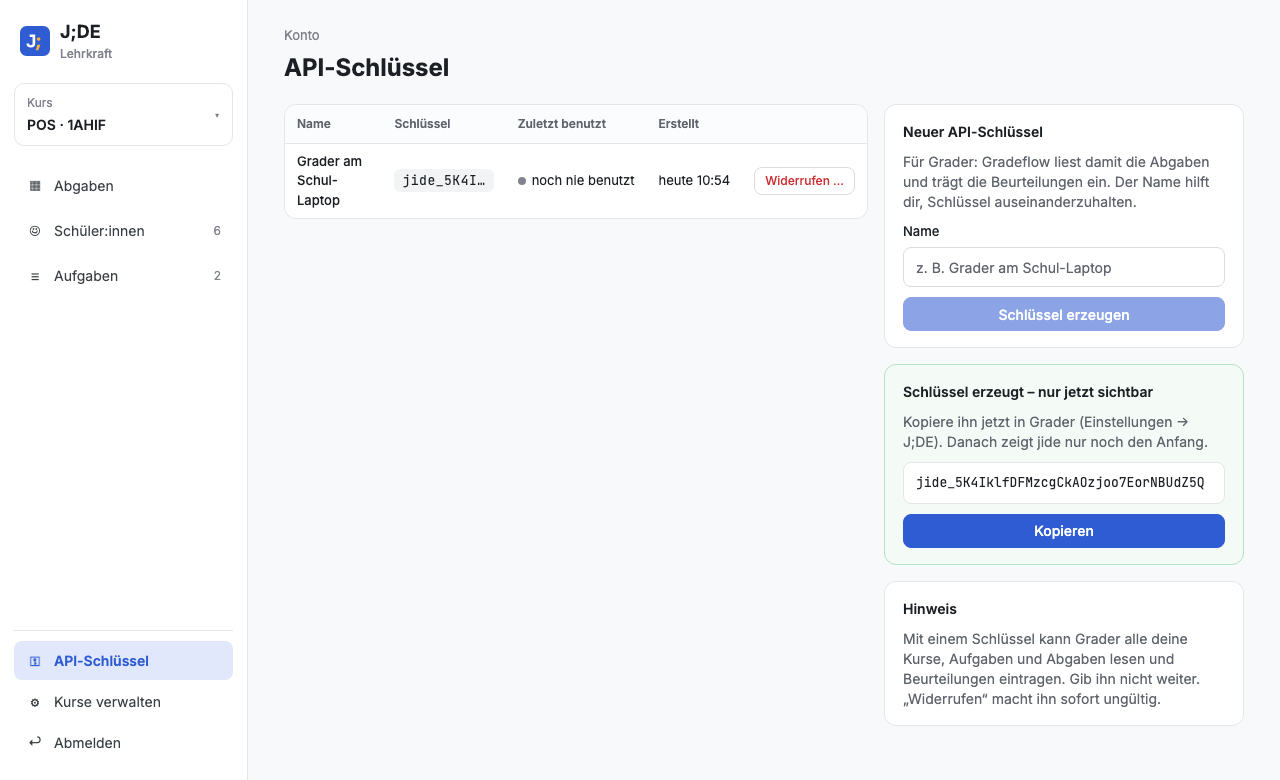 J;DE
Lehrkraft
Kurs
POS · 1AHIF
Abgaben
Schüler:innen 6
Aufgaben 2
API-Schlüssel
Kurse verwalten
Abmelden
Konto
API-Schlüssel
Name Schlüssel Zuletzt benutzt Erstellt
Grader am
Schul-
Laptop
jide_5K4I… noch nie benutzt heute 10:54 Widerrufen …
Neuer API-Schlüssel
Für Grader: Gradeflow liest damit die Abgaben
und trägt die Beurteilungen ein. Der Name hilft
dir, Schlüssel auseinanderzuhalten.
Name
z. B. Grader am Schul-Laptop
Schlüssel erzeugen
Schlüssel erzeugt – nur jetzt sichtbar
Kopiere ihn jetzt in Grader (Einstellungen →
J;DE). Danach zeigt jide nur noch den Anfang.
jide_5K4IklfDFMzcgCkAOzjoo7EorNBUdZ5Q
Kopieren
Hinweis
Mit einem Schlüssel kann Grader alle deine
Kurse, Aufgaben und Abgaben lesen und
Beurteilungen eintragen. Gib ihn nicht weiter.
„Widerrufen“ macht ihn sofort ungültig.